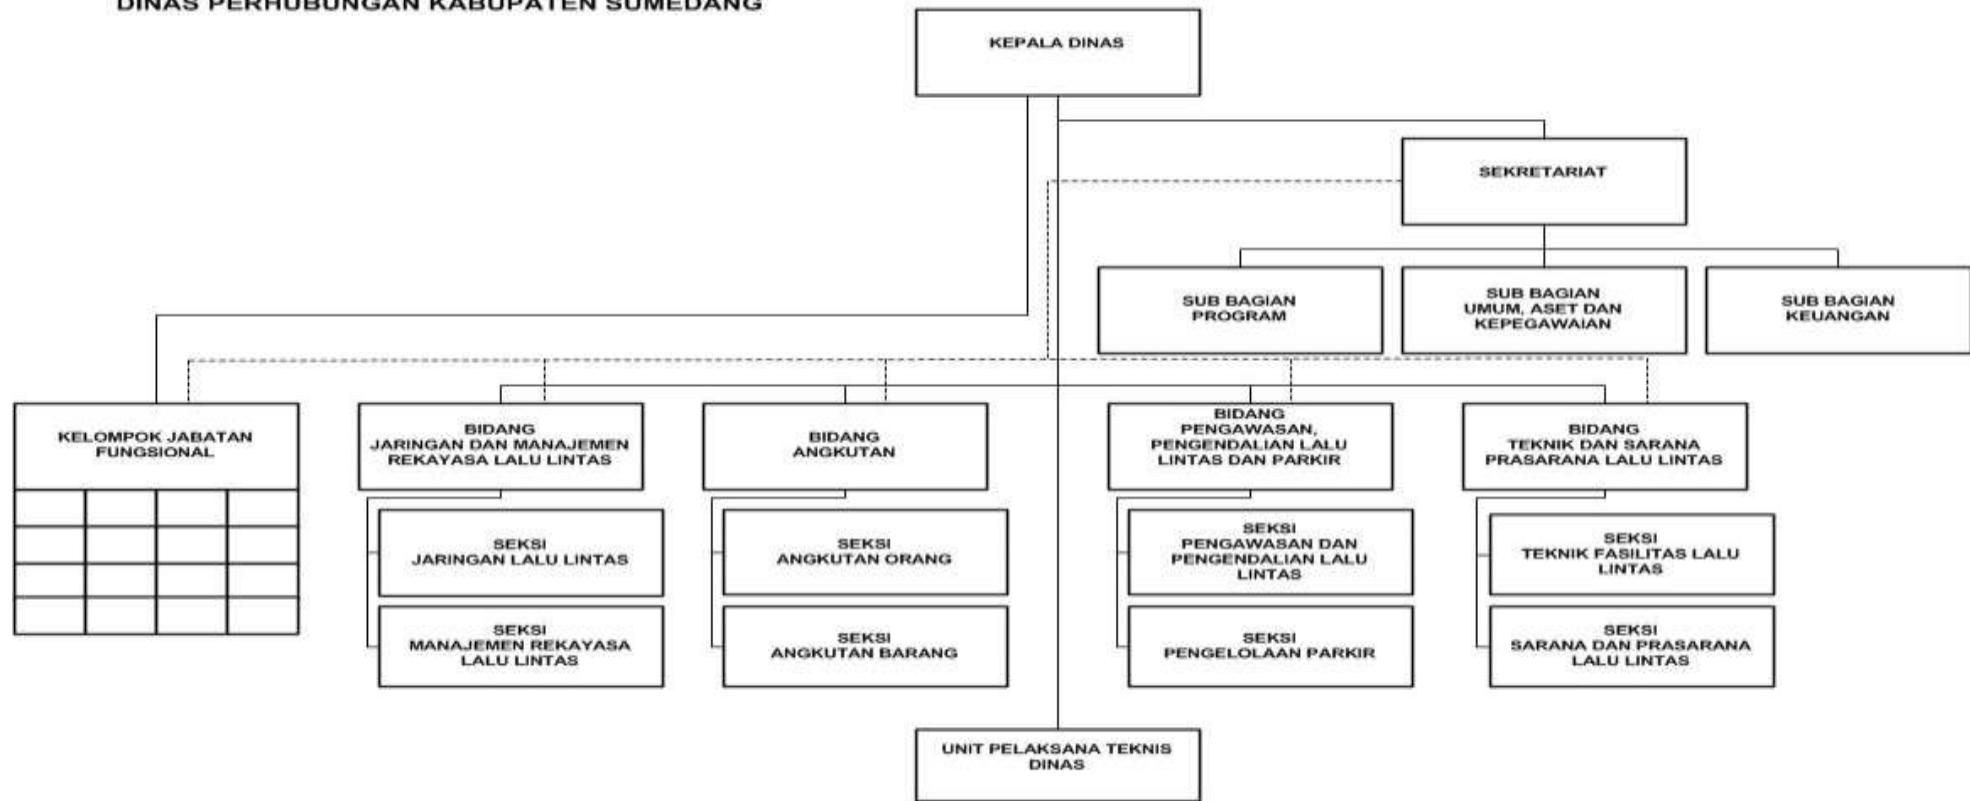 DINAS PERHUBUNGAN KABUPATEN SUMEDANG
KEPALA DINAS
SEKRETARIAT
SUB BAGIAN
PROGRAM
SUB BAGIAN
UMUM, ASET DAN
KEPEGAWAIAN
SUB BAGIAN
KEUANGAN
KELOMPOK JABATAN
FUNGSIONAL
BIDANG
JARINGAN DAN MANAJEMEN
REKAYASA LALU LINTAS
BIDANG
ANGKUTAN
BIDANG
PENGAWASAN,
PENGENDALIAN LALU
LINTAS DAN PARKIR
BIDANG
TEKNIK DAN SARANA
PRASARANA LALU LINTAS
SEKSI
JARINGAN LALU LINTAS
SEKSI
ANGKUTAN ORANG
SEKSI
PENGAWASAN DAN
PENGENDALIAN LALU
LINTAS
SEKSI
TEKNIK FASILITAS LALU
LINTAS
SEKSI
MANAJEMEN REKAYASA
LALU LINTAS
SEKSI
ANGKUTAN BARANG
SEKSI
PENGELOLAAN PARKIR
SEKSI
SARANA DAN PRASARANA
LALU LINTAS
UNIT PELAKSANA TEKNIS
DINAS